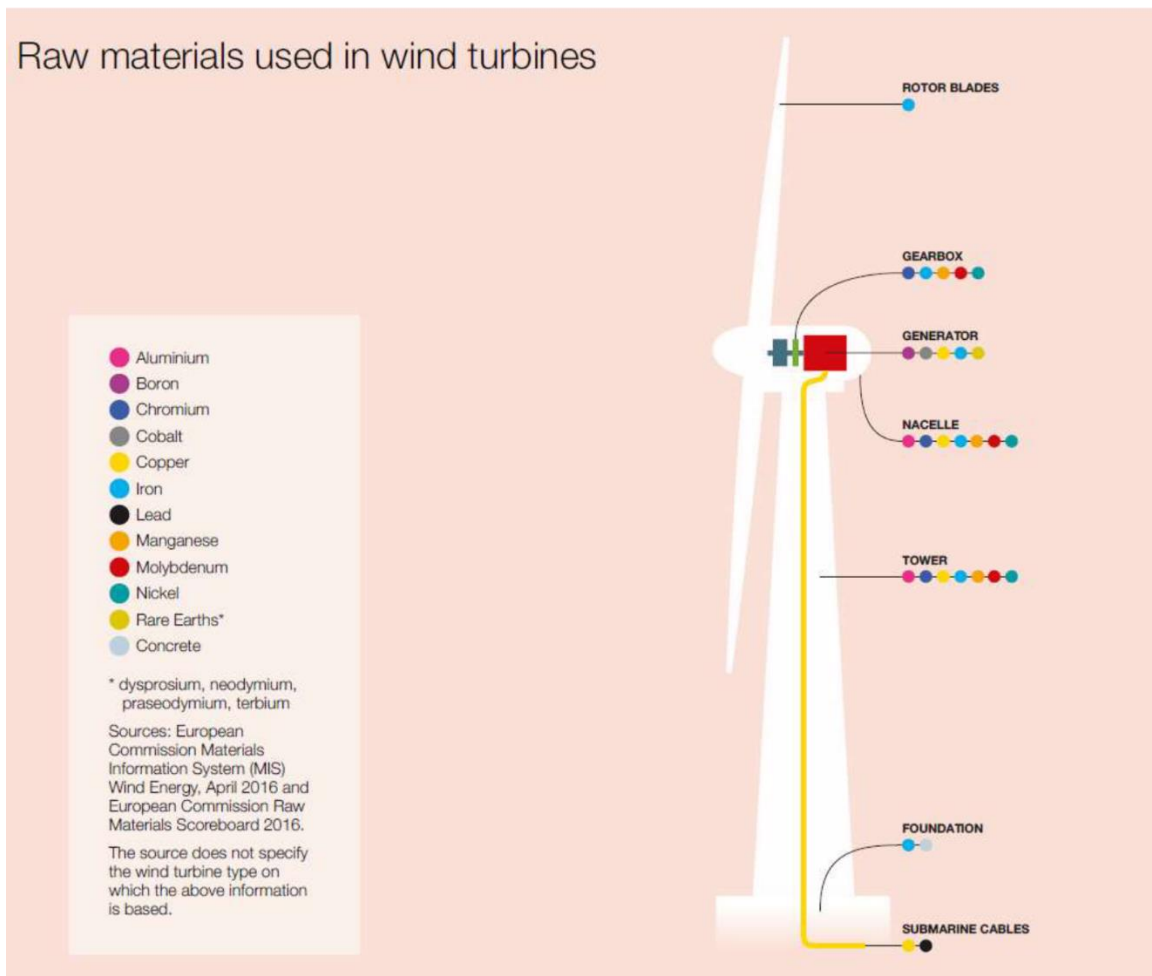 Raw materials used in wind turbines
ROTOR BLADES
GEARBOX
GENERATOR
NACELLE
TOWER
FOUNDATION
SUBMARINE CABLES
Aluminium
Boron
Chromium
Cobalt
Copper
Iron
Lead
Manganese
Molybdenum
Nickel
Rare Earths*
Concrete
* dysprosium, neodymium,
praseodymium, terbium
Sources: European
Commission Materials
Information System (MIS)
Wind Energy, April 2016 and
European Commission Raw
Materials Scoreboard 2016.
The source does not specify
the wind turbine type on
which the above information
is based.